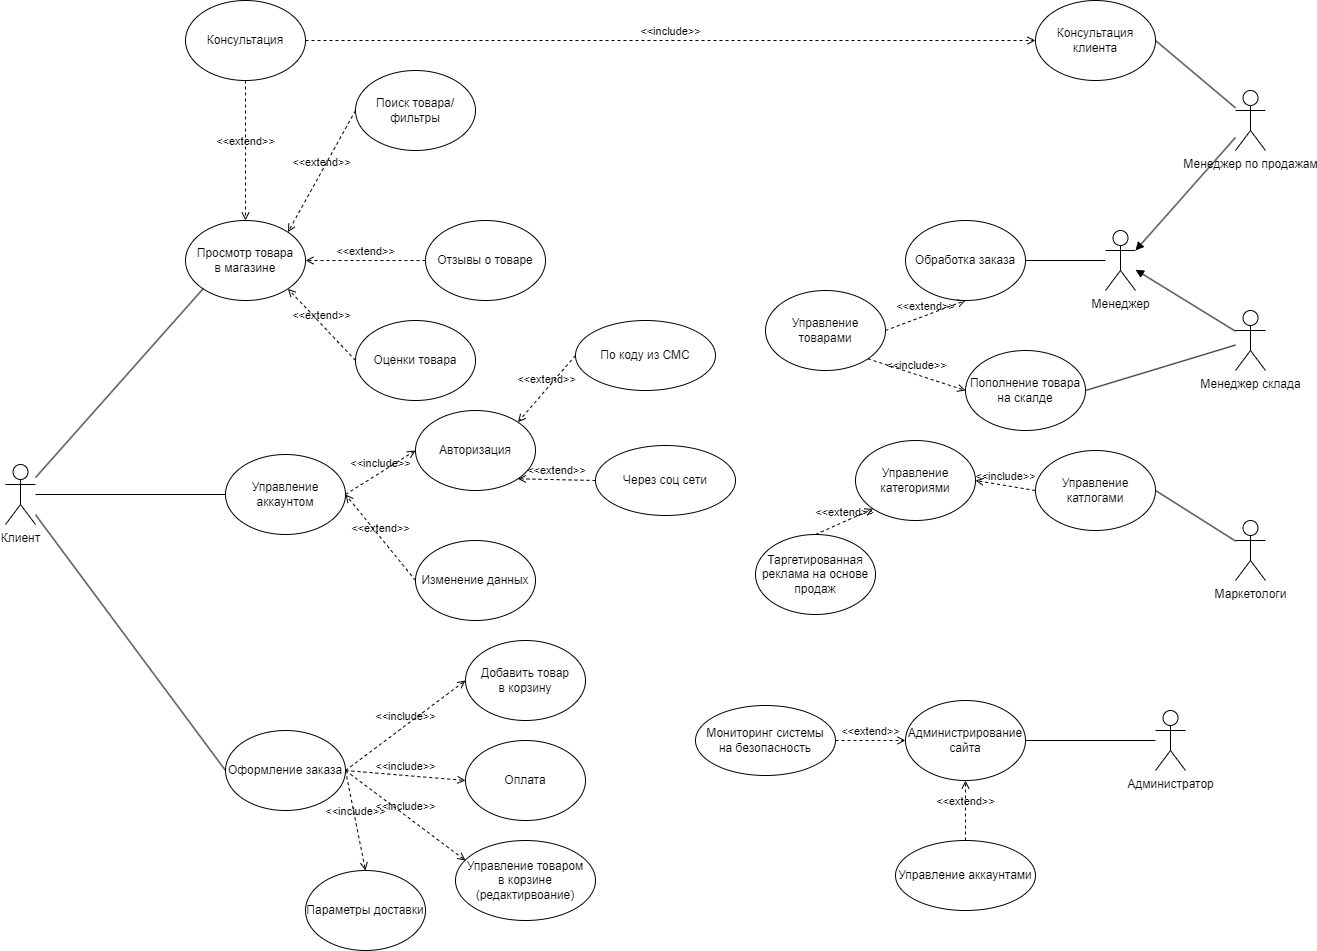 Консультация
<<include>>
Консультация
клиента
Поиск товара/
фильтры
<<extend>>
<<extend>>
Менеджер по продажам
Просмотр товара
в магазине
<<extend>>
Отзывы о товаре
Обработка заказа
Менеджер
<<extend>>
Оценки товара
<<extend>>
Управление
товарами
<<include>>
Пополнение товара
на скалде
Менеджер склада
По коду из СМС
<<extend>>
Авторизация
<<include>>
<<extend>>
Через соц сети
Управление
аккаунтом
<<extend>>
Клиент
Изменение данных
Управление
категориями
<<include>>
Управление
катлогами
<<extend>>
Таргетированная
реклама на основе
продаж
Маркетологи
Добавить товар
в корзину
<<include>>
Оформление заказа
<<include>>
Оплата
<<include>>
<<include>>
Управление товаром
в корзине
(редактирвоание)
Параметры доставки
Мониторинг системы
на безопасность
<<extend>>
Администрирование
сайта
Администратор
<<extend>>
Управление аккаунтами